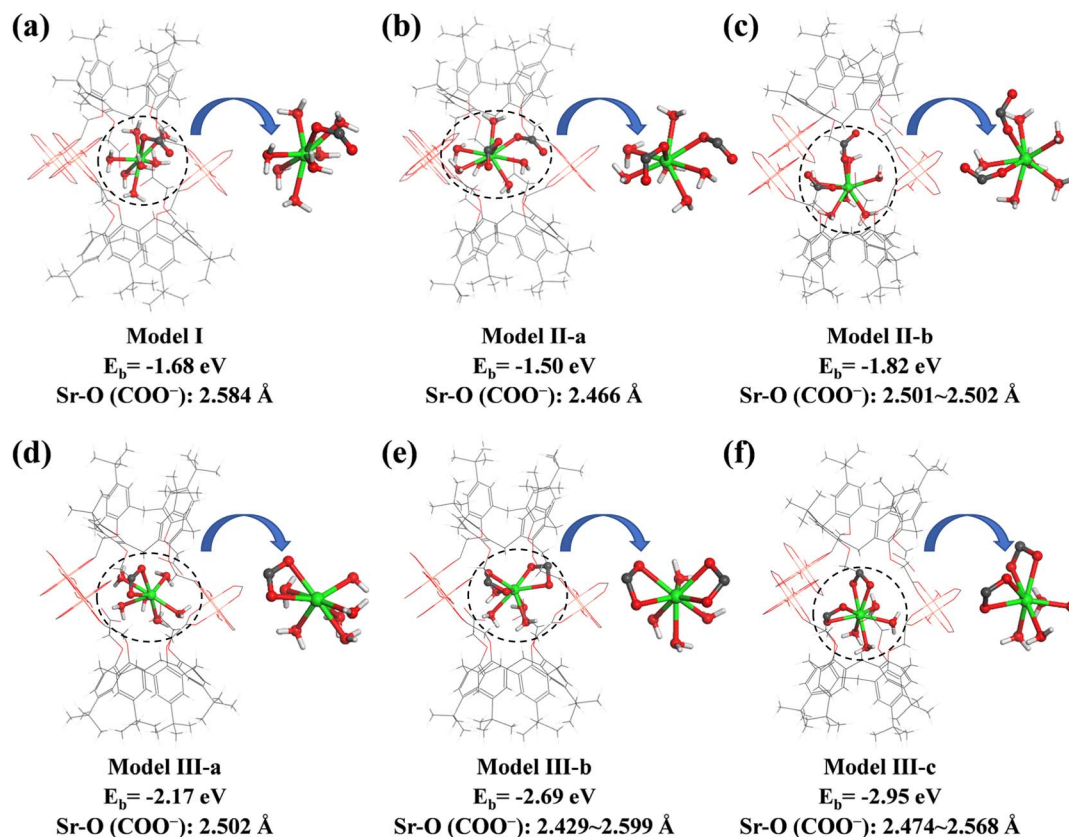 (a)
(b)
(c)
Model I
E_b= -1.68 eV
Sr-O (COO⁻): 2.584 Å
Model II-a
E_b= -1.50 eV
Sr-O (COO⁻): 2.466 Å
Model II-b
E_b= -1.82 eV
Sr-O (COO⁻): 2.501~2.502 Å
(d)
(e)
(f)
Model III-a
E_b= -2.17 eV
Sr-O (COO⁻): 2.502 Å
Model III-b
E_b= -2.69 eV
Sr-O (COO⁻): 2.429~2.599 Å
Model III-c
E_b= -2.95 eV
Sr-O (COO⁻): 2.474~2.568 Å